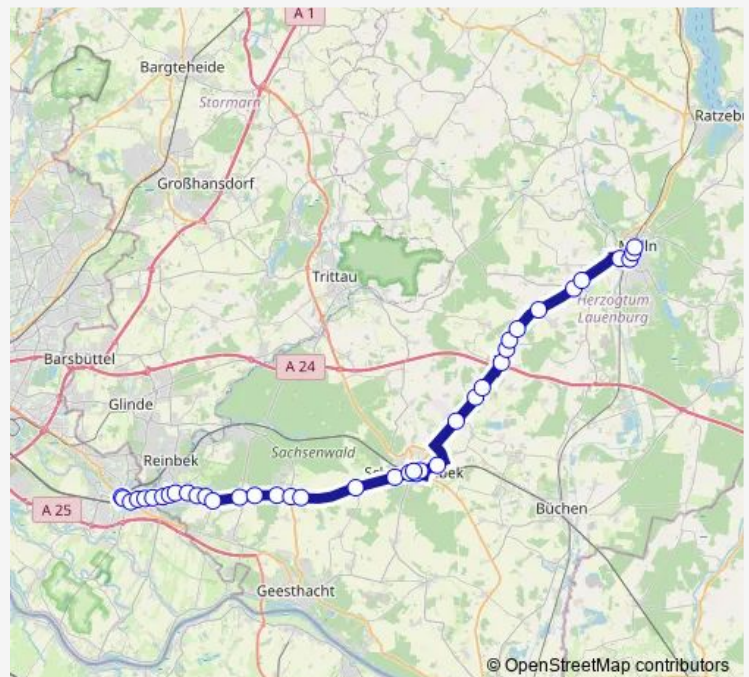 A 1
Bargteheide
Stormarn
Ratzebu
Großhansdorf
Trittau
Herzogtum
Lauenburg
Barsbüttel
A 24
Glinde
Reinbek
Sachsenwald
A 25
Büchen
Geesthacht
© OpenStreetMap contributors